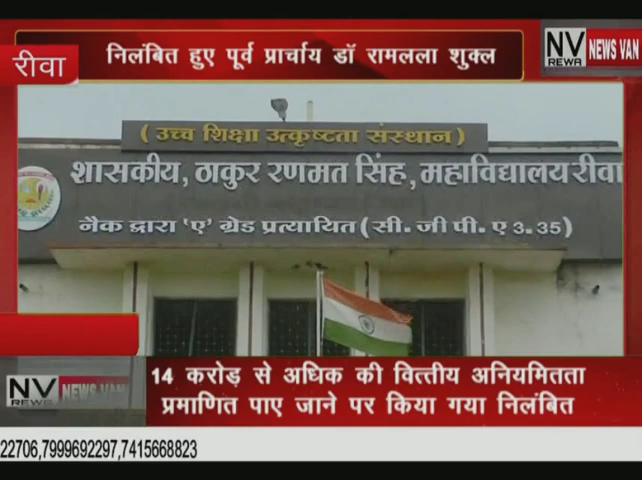 निलंबित हुए पूर्व प्रार्चाय डॉ रामलला शुक्ल
रीवा
NV
REWA
NEWS VAN
( उच्च शिक्षा उत्कृष्टता संस्थान )
शासकीय, ठाकुर रणमत सिंह, महाविद्यालय रीवा
नैक द्वारा 'ए' ग्रेड प्रत्यायित ( सी. जी पी. ए 3.35 )
14 करोड़ से अधिक की वित्तीय अनियमितता
प्रमाणित पाए जाने पर किया गया निलंबित
NV
REWA
NEWS VAN
22706,7999692297,7415668823